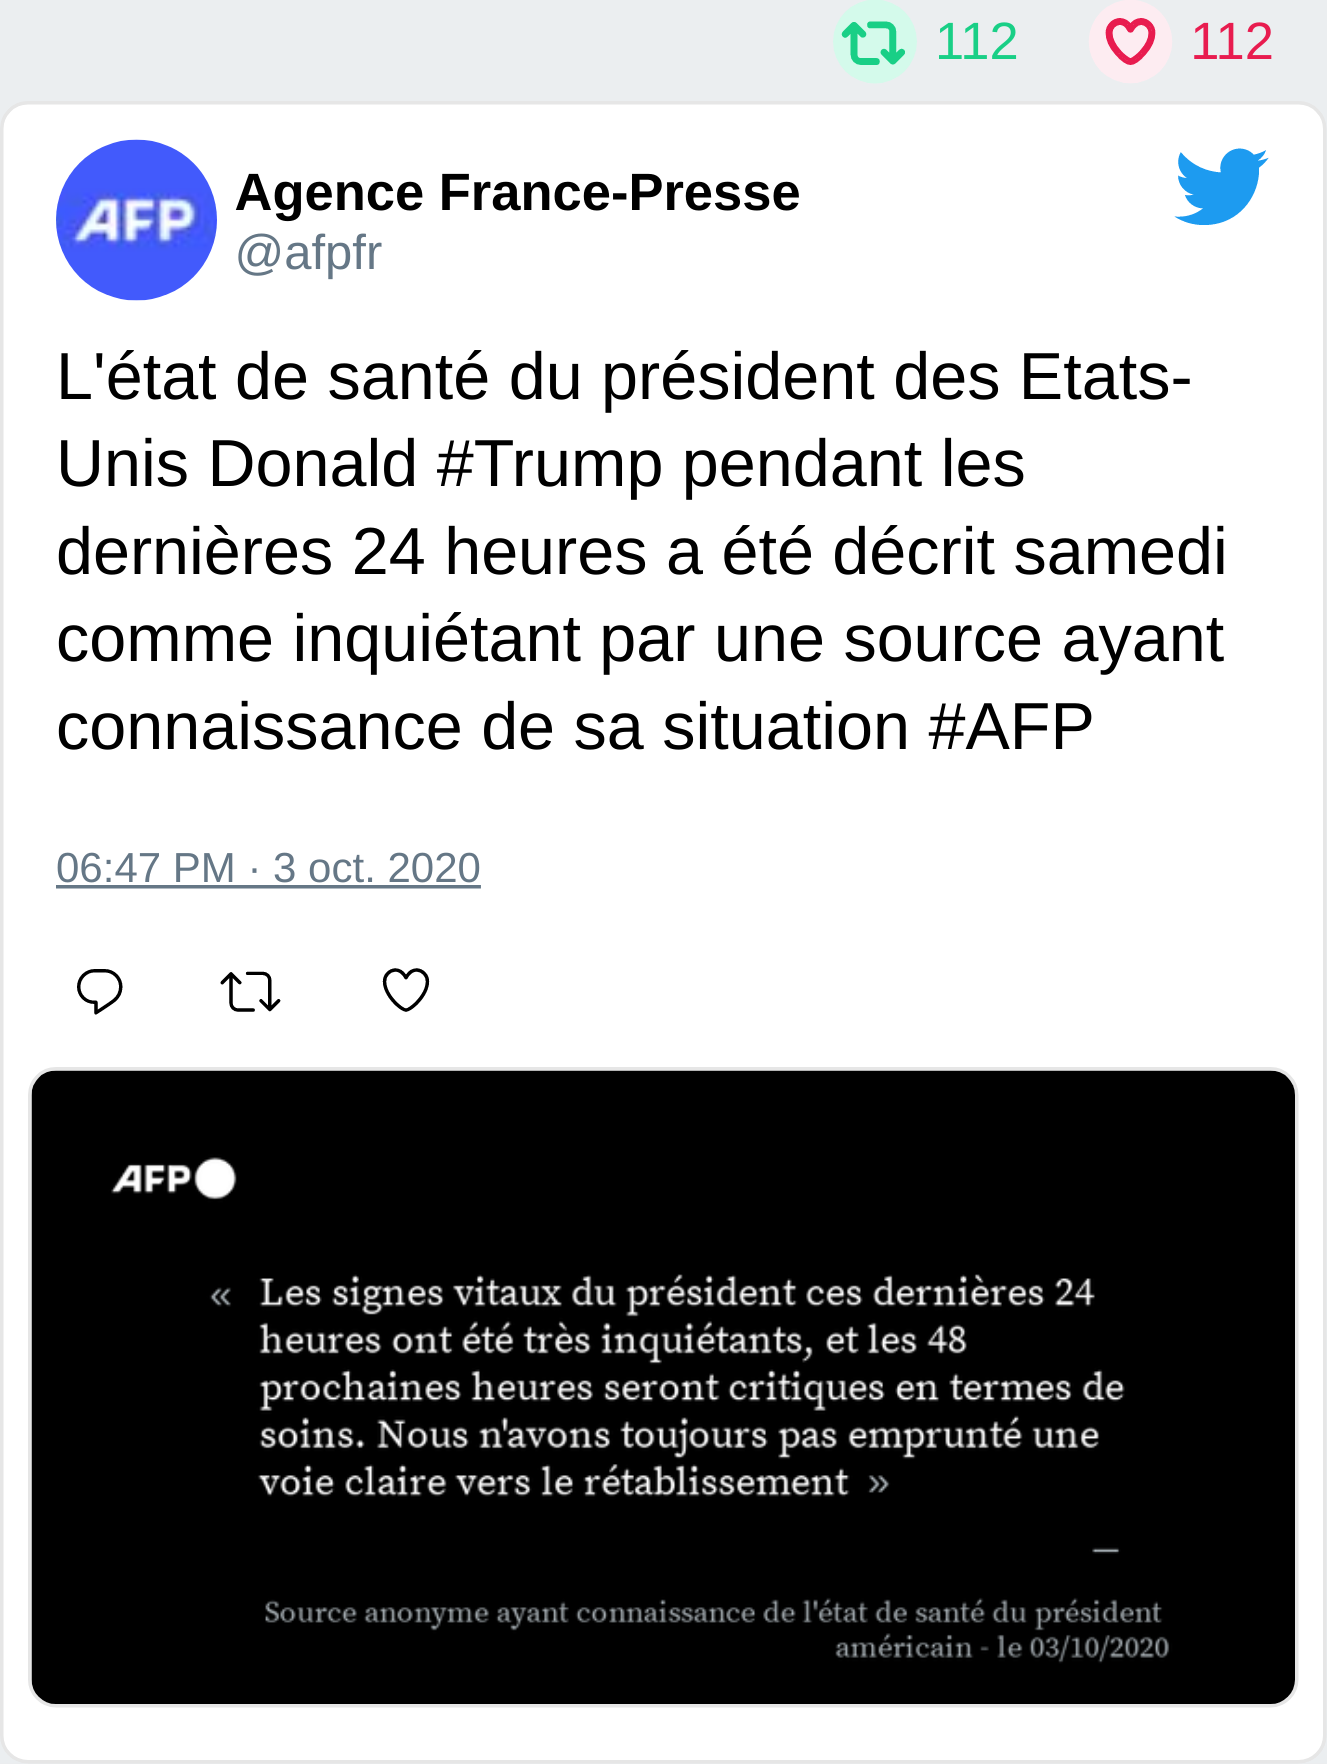 112 112
AFP
Agence France-Presse
@afpfr
L'état de santé du président des Etats-
Unis Donald #Trump pendant les
dernières 24 heures a été décrit samedi
comme inquiétant par une source ayant
connaissance de sa situation #AFP
06:47 PM · 3 oct. 2020
AFP
« Les signes vitaux du président ces dernières 24
heures ont été très inquiétants, et les 48
prochaines heures seront critiques en termes de
soins. Nous n'avons toujours pas emprunté une
voie claire vers le rétablissement »
—
Source anonyme ayant connaissance de l'état de santé du président
américain - le 03/10/2020